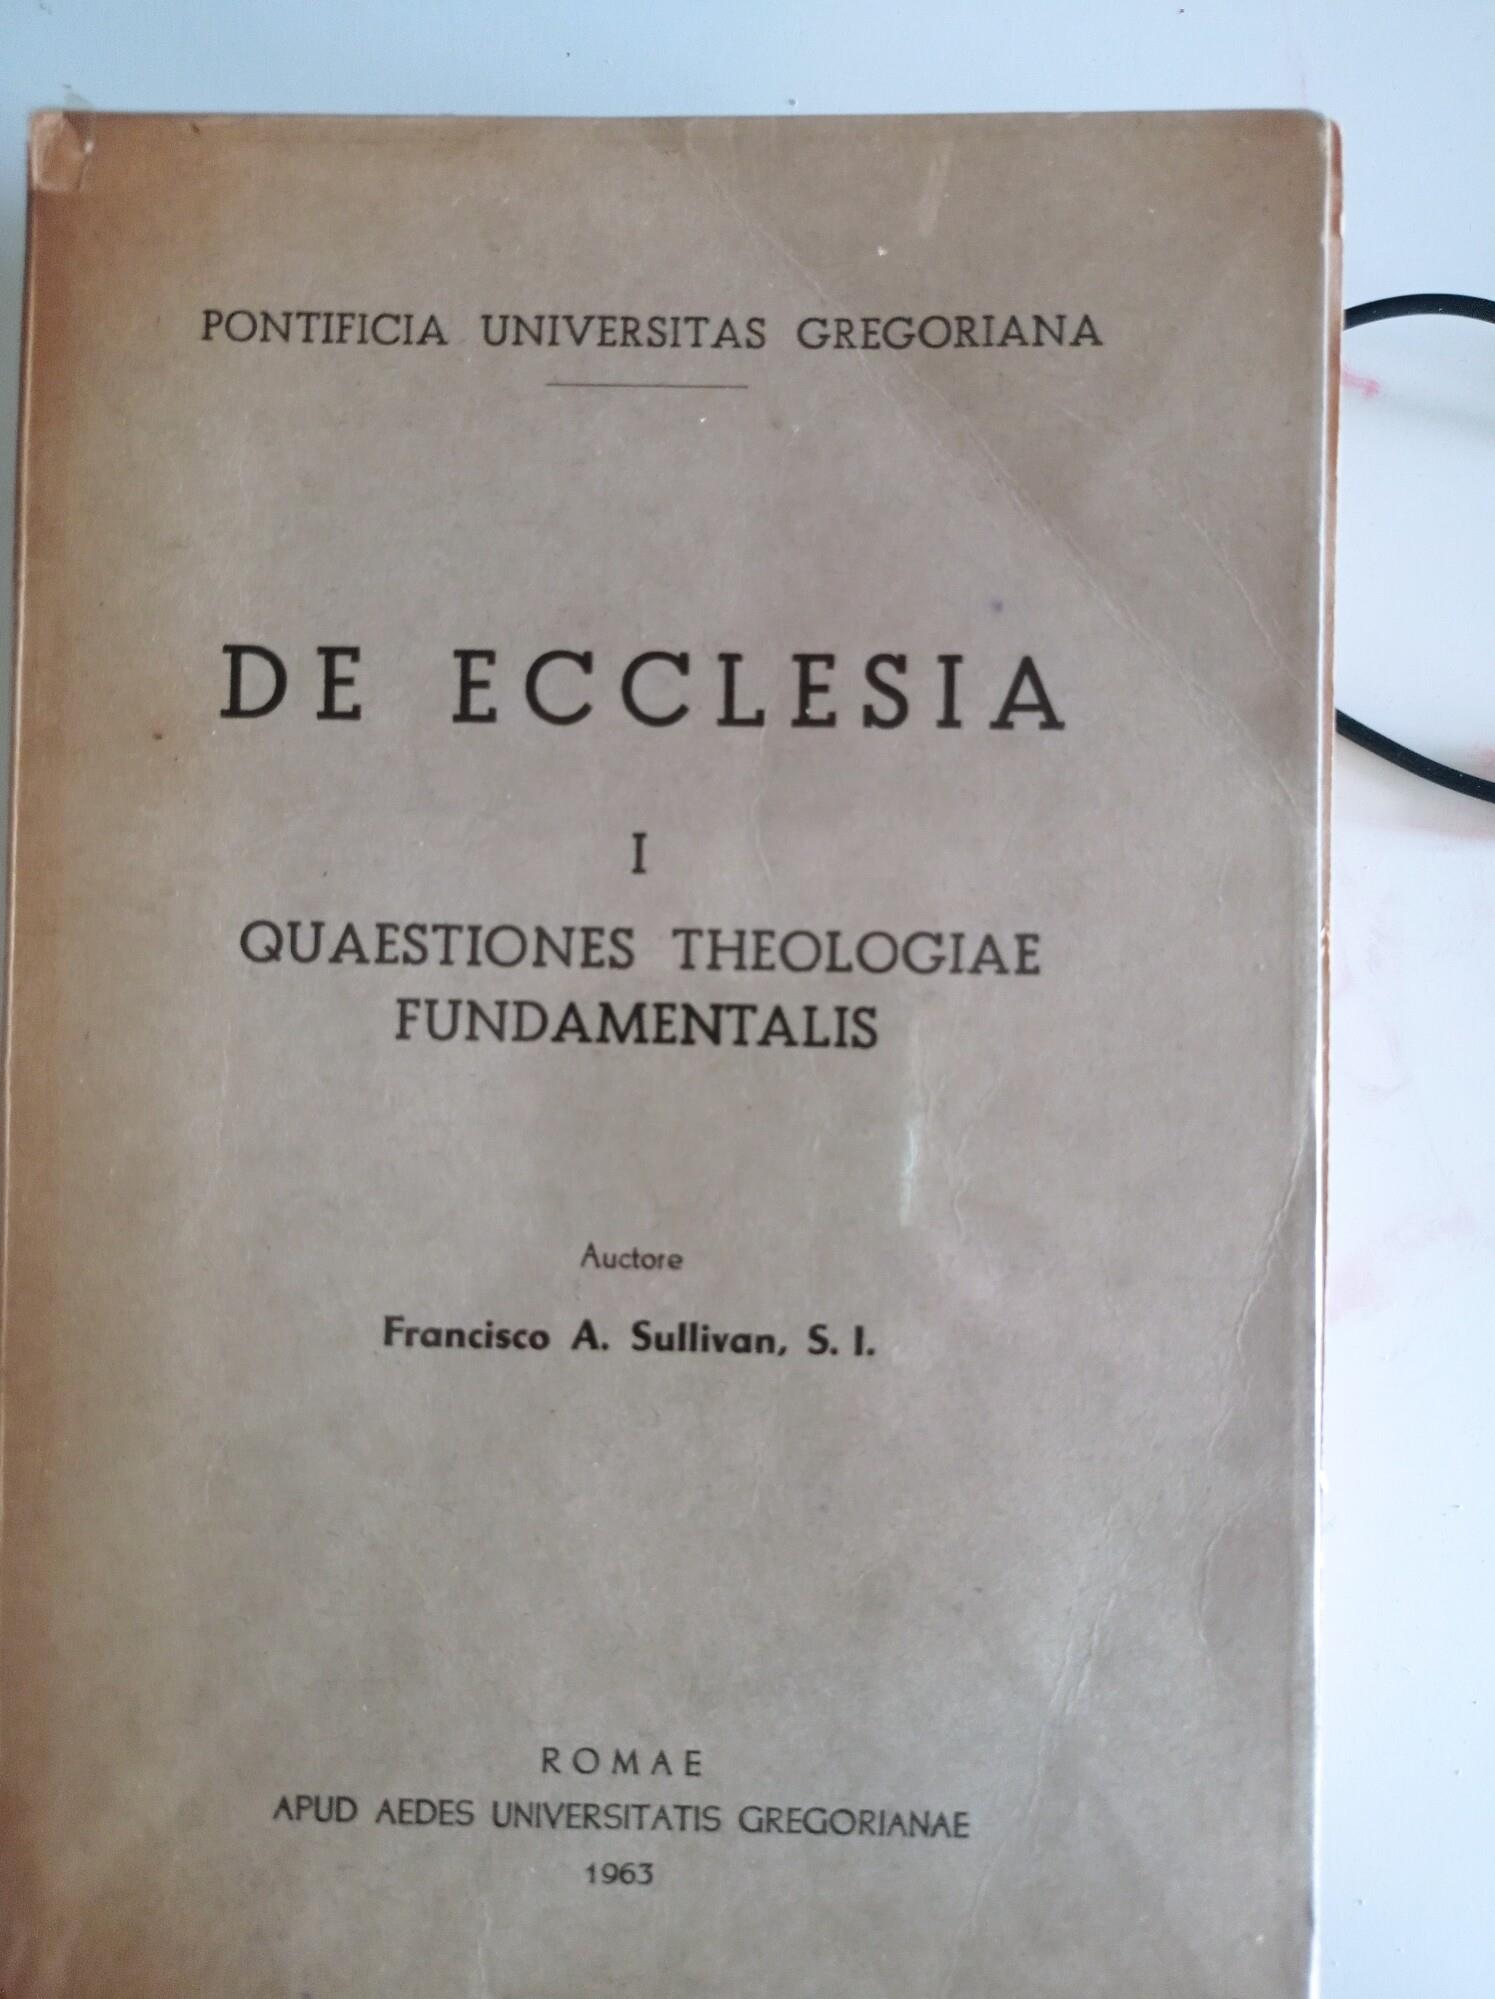 PONTIFICIA UNIVERSITAS GREGORIANA
DE ECCLESIA
I
QUAESTIONES THEOLOGIAE
FUNDAMENTALIS
Auctore
Francisco A. Sullivan, S. I.
ROMAE
APUD AEDES UNIVERSITATIS GREGORIANAE
1963